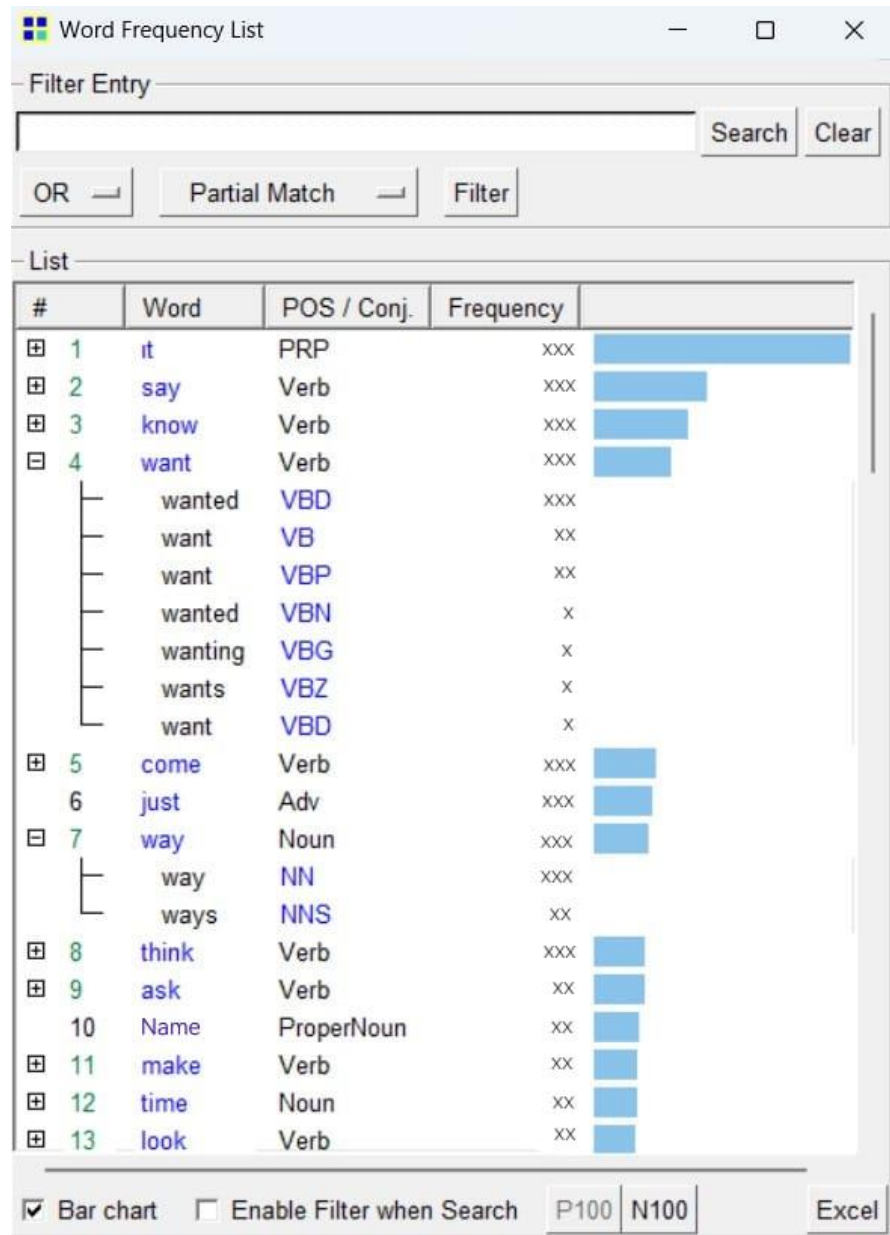 Word Frequency List
Filter Entry
Search Clear
OR Partial Match Filter
List
# Word POS / Conj. Frequency
1 ıt PRP xxx
2 say Verb xxx
3 know Verb xxx
4 want Verb xxx
wanted VBD xxx
want VB xx
want VBP xx
wanted VBN x
wanting VBG x
wants VBZ x
want VBD x
5 come Verb xxx
6 just Adv xxx
7 way Noun xxx
way NN xxx
ways NNS xx
8 think Verb xxx
9 ask Verb xx
10 Name ProperNoun xx
11 make Verb xx
12 time Noun xx
13 look Verb xx
Bar chart Enable Filter when Search P100 N100 Excel